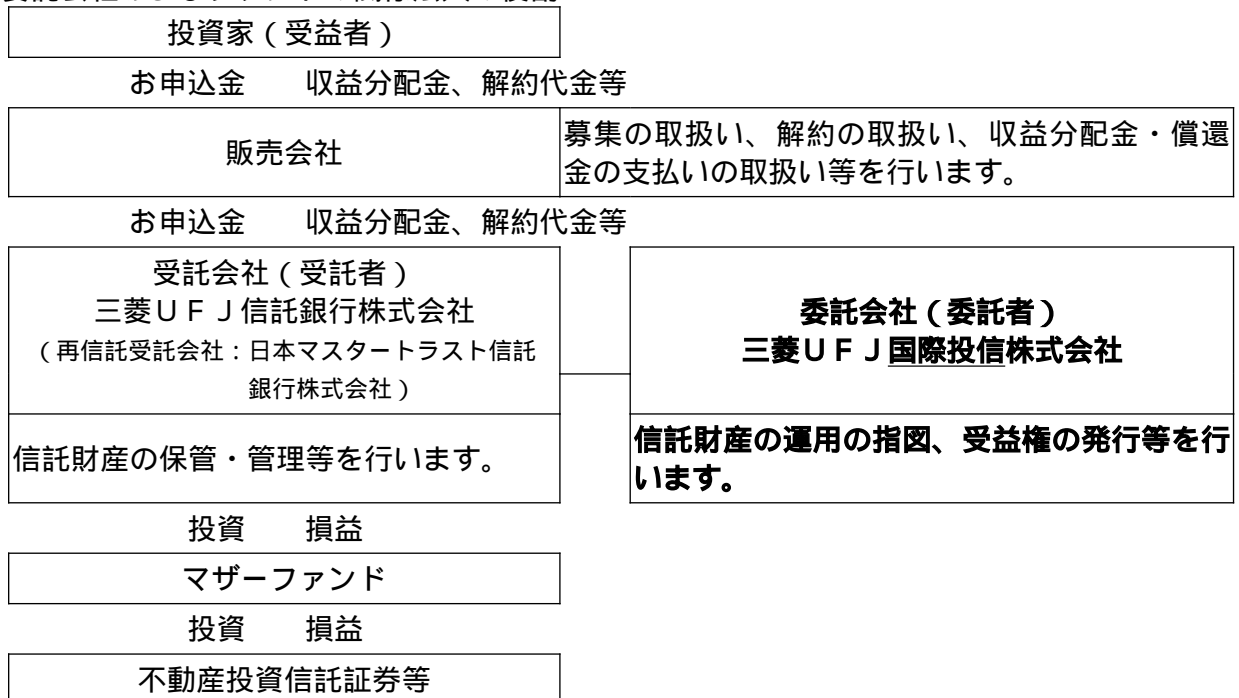 投資家（受益者）
お申込金　　収益分配金、解約代金等
販売会社
募集の取扱い、解約の取扱い、収益分配金・償還
金の支払いの取扱い等を行います。
お申込金　　収益分配金、解約代金等
受託会社（受託者）
三菱ＵＦＪ信託銀行株式会社
（再信託受託会社：日本マスタートラスト信託
銀行株式会社）
委託会社（委託者）
三菱ＵＦＪ国際投信株式会社
信託財産の保管・管理等を行います。
信託財産の運用の指図、受益権の発行等を行
います。
投資　　損益
マザーファンド
投資　　損益
不動産投資信託証券等